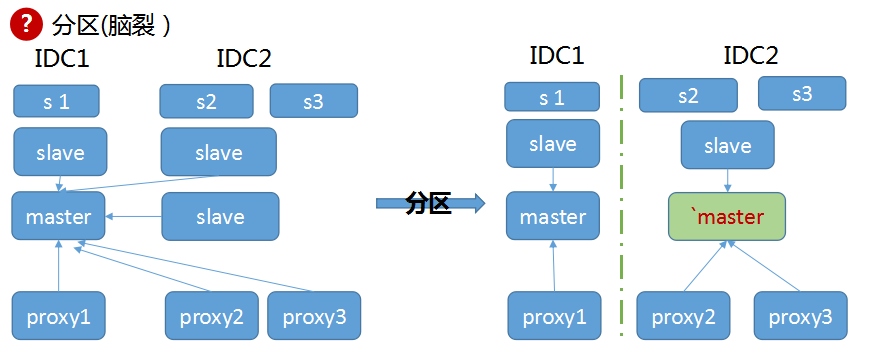 ? 分区(脑裂)
IDC1 IDC2
s 1 s2 s3
slave slave
master slave
proxy1 proxy2 proxy3
分区
IDC1 IDC2
s 1 s2 s3
slave slave
master `master
proxy1 proxy2 proxy3